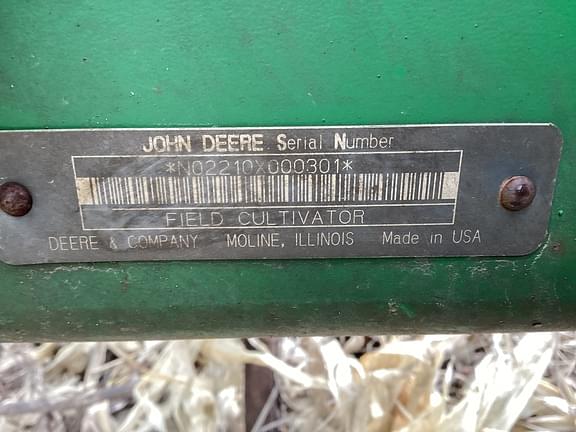 JOHN DEERE Serial Number
*N02210X000301*
FIELD CULTIVATOR
DEERE & COMPANY MOLINE, ILLINOIS Made in USA